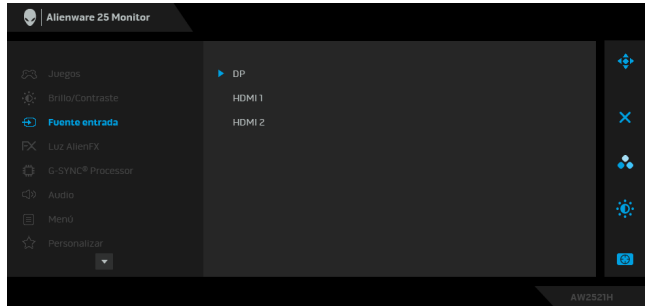 Alienware 25 Monitor
Juegos
Brillo/Contraste
Fuente entrada
Luz AlienFX
G-SYNC® Processor
Audio
Menú
Personalizar
DP
HDMI 1
HDMI 2
AW2521H